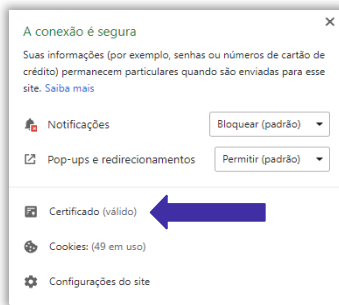 A conexão é segura
Suas informações (por exemplo, senhas ou números de cartão de
crédito) permanecem particulares quando são enviadas para esse
site. Saiba mais
Notificações Bloquear (padrão)
Pop-ups e redirecionamentos Permitir (padrão)
Certificado (válido)
Cookies: (49 em uso)
Configurações do site